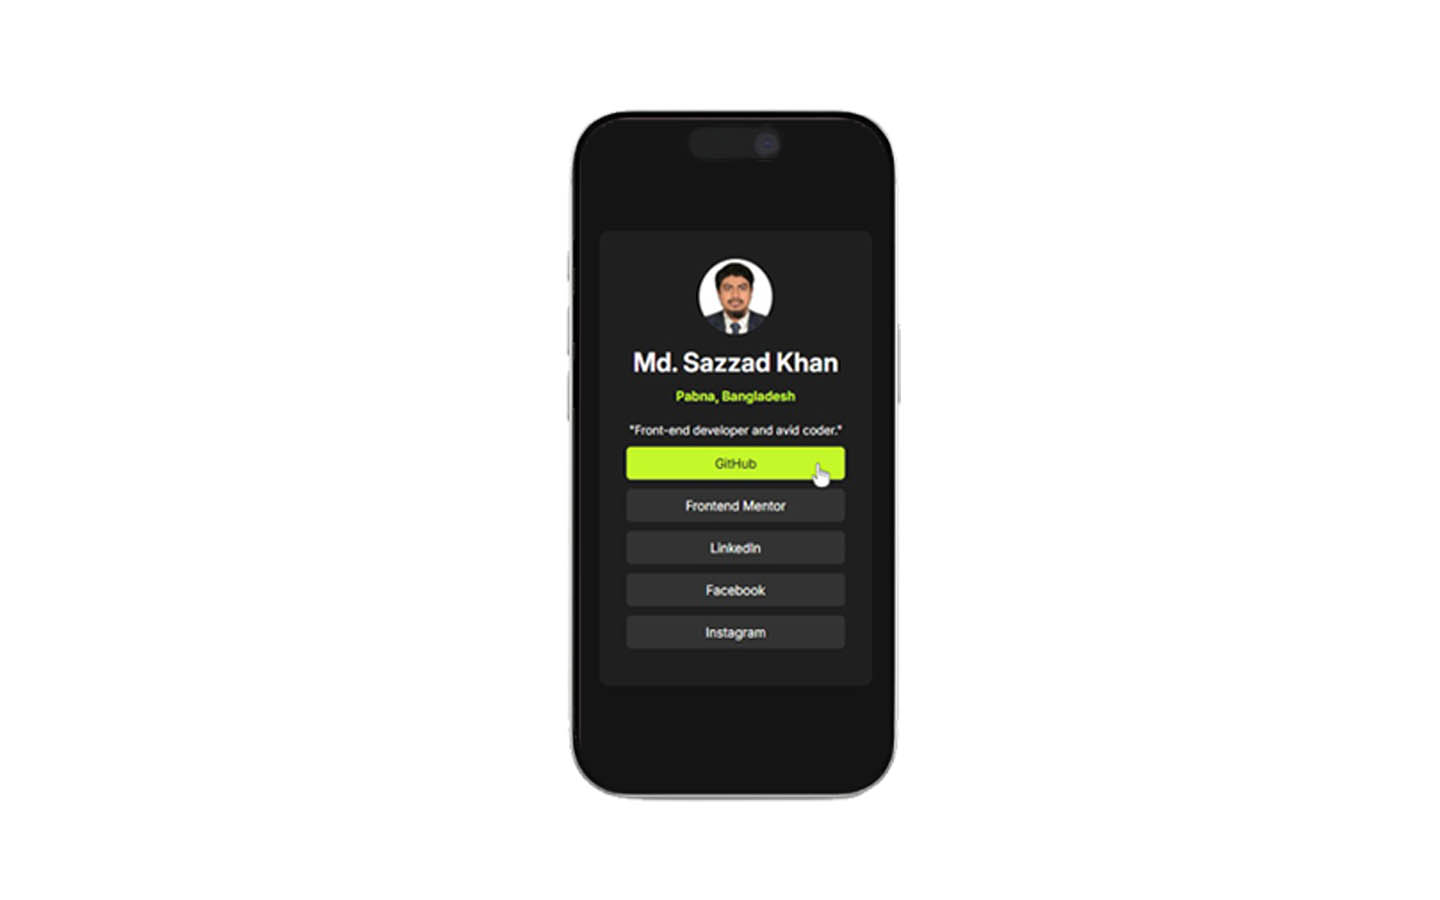 Md. Sazzad Khan
Pabna, Bangladesh
"Front-end developer and avid coder."
GitHub
Frontend Mentor
LinkedIn
Facebook
Instagram